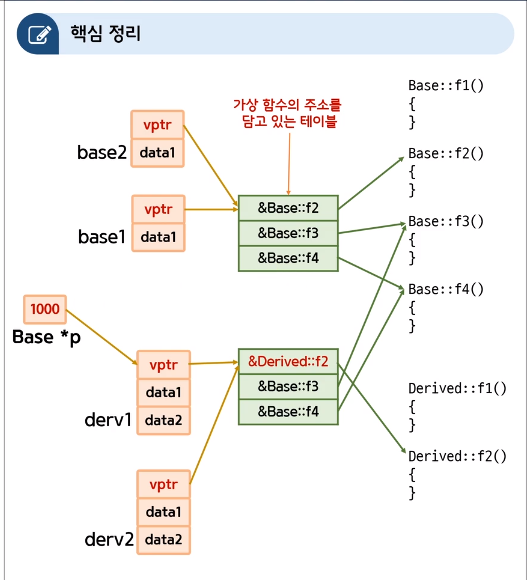 핵심 정리
가상 함수의 주소를
담고 있는 테이블
vptr
data1
base2
vptr
data1
base1
&Base::f2
&Base::f3
&Base::f4
Base::f1()
{
}
Base::f2()
{
}
Base::f3()
{
}
Base::f4()
{
}
1000
Base *p
vptr
data1
data2
derv1
&Derived::f2
&Base::f3
&Base::f4
Derived::f1()
{
}
Derived::f2()
{
}
vptr
data1
data2
derv2